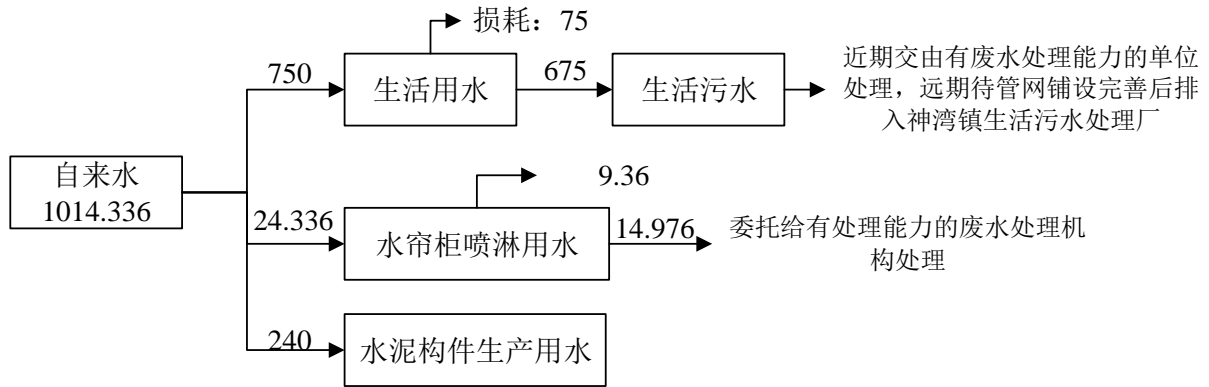 损耗：75
750
生活用水
675
生活污水
近期交由有废水处理能力的单位
处理，远期待管网铺设完善后排
入神湾镇生活污水处理厂
自来水
1014.336
9.36
24.336
水帘柜喷淋用水
14.976
委托给有处理能力的废水处理机
构处理
240
水泥构件生产用水